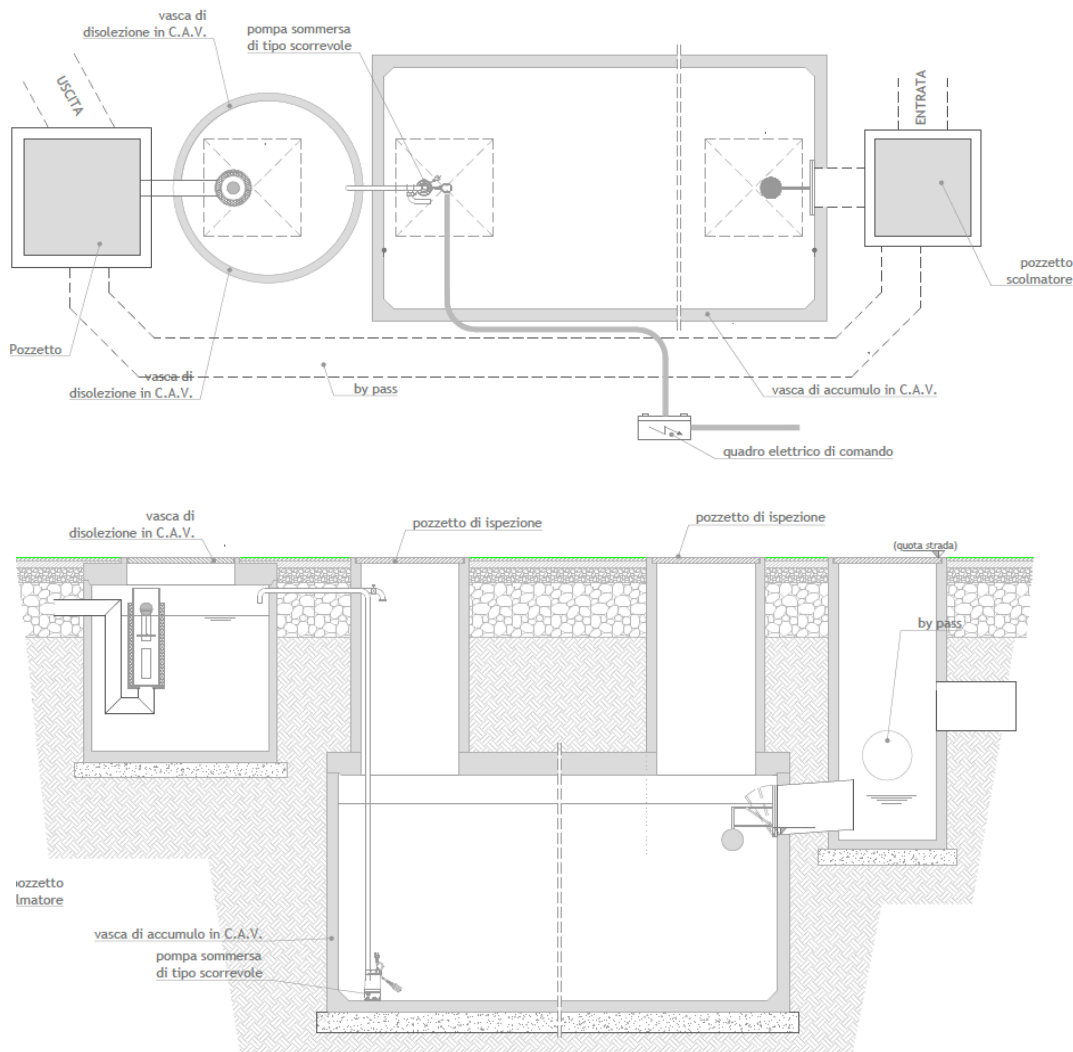 vasca di
disolezione in C.A.V.
pompa sommersa
di tipo scorrevole
USCITA
ENTRATA
pozzetto
scolmatore
Pozzetto
vasca di
disolezione in C.A.V.
by pass
vasca di accumulo in C.A.V.
quadro elettrico di comando
vasca di
disolezione in C.A.V.
pozzetto di ispezione
pozzetto di ispezione
(quota strada)
by pass
pozzetto
lmatore
vasca di accumulo in C.A.V.
pompa sommersa
di tipo scorrevole